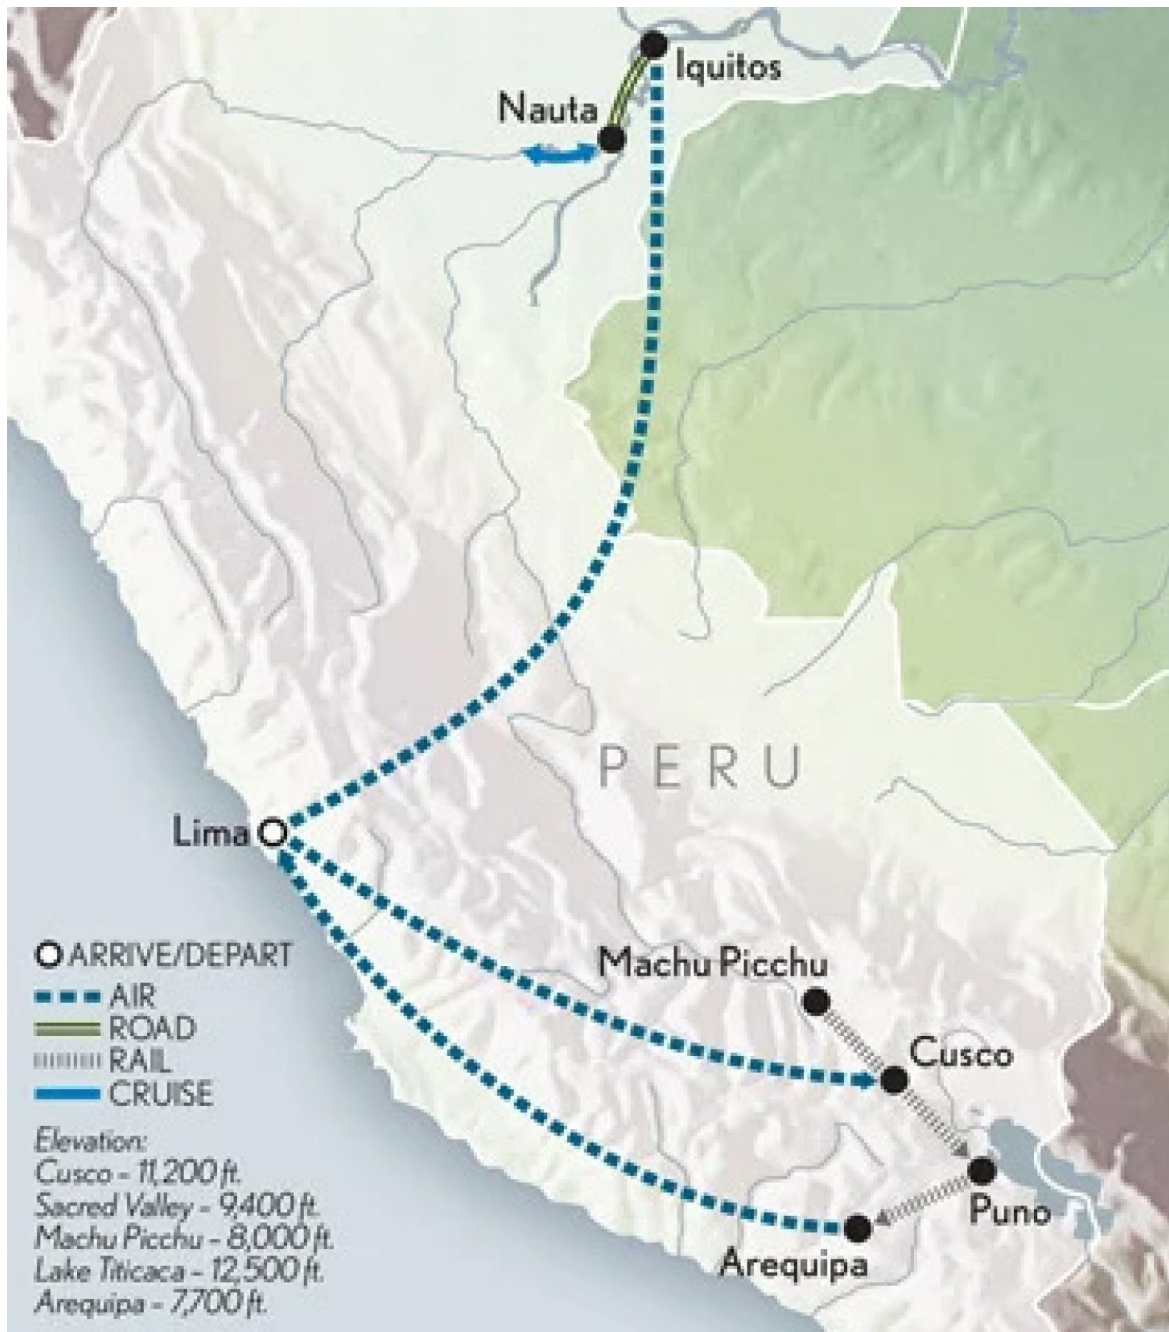 Iquitos
Nauta
PERU
Lima
Machu Picchu
Cusco
Puno
Arequipa
ARRIVE/DEPART
AIR
ROAD
RAIL
CRUISE
Elevation:
Cusco - 11,200 ft.
Sacred Valley - 9,400 ft.
Machu Picchu - 8,000 ft.
Lake Titicaca - 12,500 ft.
Arequipa - 7,700 ft.